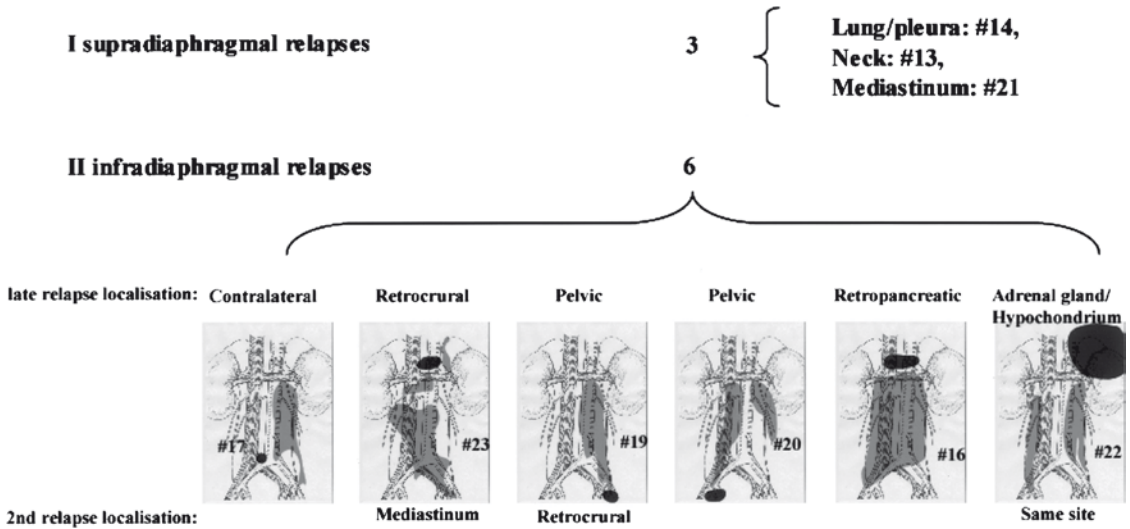 I supradiaphragmal relapses 3 Lung/pleura: #14,
Neck: #13,
Mediastinum: #21
II infradiaphragmal relapses 6
late relapse localisation: Contralateral Retrocrural Pelvic Pelvic Retropancreatic Adrenal gland/
Hypochondrium
#17 #23 #19 #20 #16 #22
2nd relapse localisation: Mediastinum Retrocrural Same site